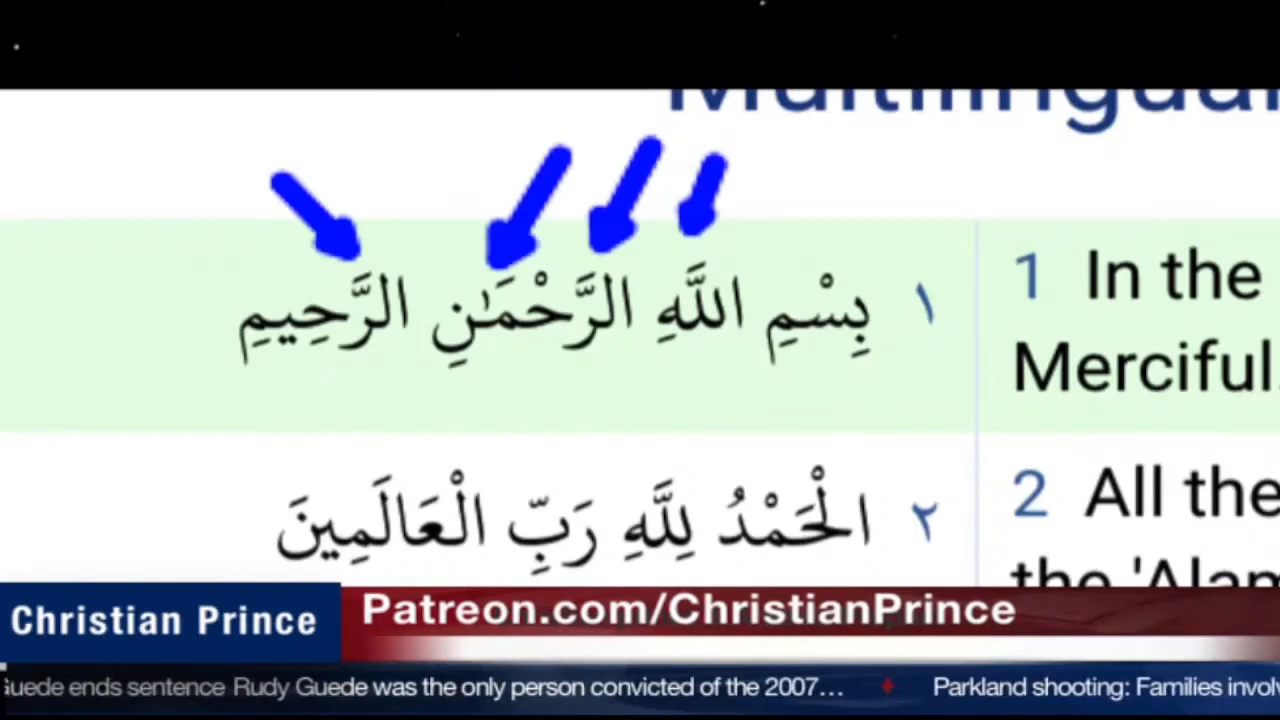 Multilingual
١ بِسْمِ اللَّهِ الرَّحْمَٰنِ الرَّحِيمِ
1 In the
Merciful
٢ الْحَمْدُ لِلَّهِ رَبِّ الْعَالَمِينَ
2 All the
the 'Alam
Christian Prince
Patreon.com/ChristianPrince
Guede ends sentence Rudy Guede was the only person convicted of the 2007... Parkland shooting: Families involv